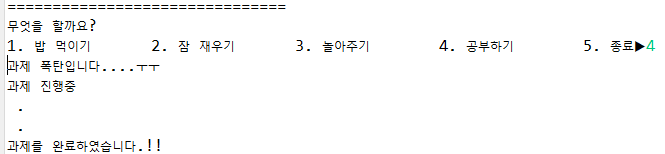 ===============================
무엇을 할까요?
1. 밥 먹이기 2. 잠 재우기 3. 놀아주기 4. 공부하기 5. 종료▶4
과제 폭탄입니다....ㅜㅜ
과제 진행중
.
.
과제를 완료하였습니다.!!